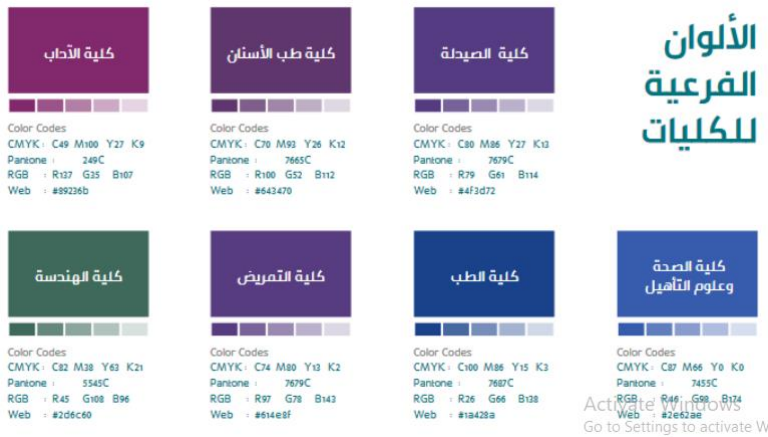 الألوان
الفرعية
للكليات
كلية الصيدلة
Color Codes
CMYK : C80 M86 Y27 K13
Pantone : 7679C
RGB : R79 G61 B114
Web : #4f3d72
كلية طب الأسنان
Color Codes
CMYK : C70 M93 Y26 K12
Pantone : 7665C
RGB : R100 G52 B112
Web : #643470
كلية الآداب
Color Codes
CMYK : C49 M100 Y27 K9
Pantone : 249C
RGB : R137 G35 B107
Web : #89236b
كلية الصحة
وعلوم التأهيل
Color Codes
CMYK : C87 M66 Y0 K0
Pantone : 7455C
RGB : R46 G98 B174
Web : #2e62ae
كلية الطب
Color Codes
CMYK : C100 M86 Y15 K3
Pantone : 7687C
RGB : R26 G66 B138
Web : #1a428a
كلية التمريض
Color Codes
CMYK : C74 M80 Y13 K2
Pantone : 7679C
RGB : R97 G78 B143
Web : #614e8f
كلية الهندسة
Color Codes
CMYK : C82 M38 Y63 K21
Pantone : 5545C
RGB : R45 G108 B96
Web : #2d6c60
Activate Windows
Go to Settings to activate W